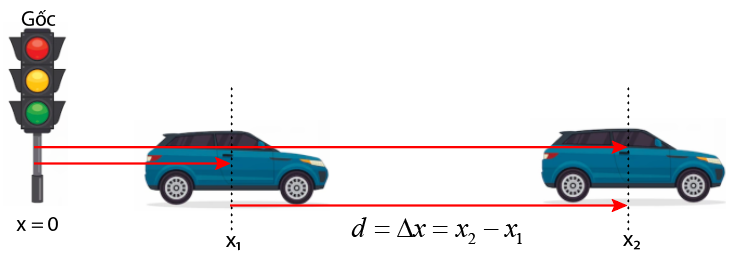 Gốc
x = 0
x₁
d = Δx = x₂ − x₁
x₂